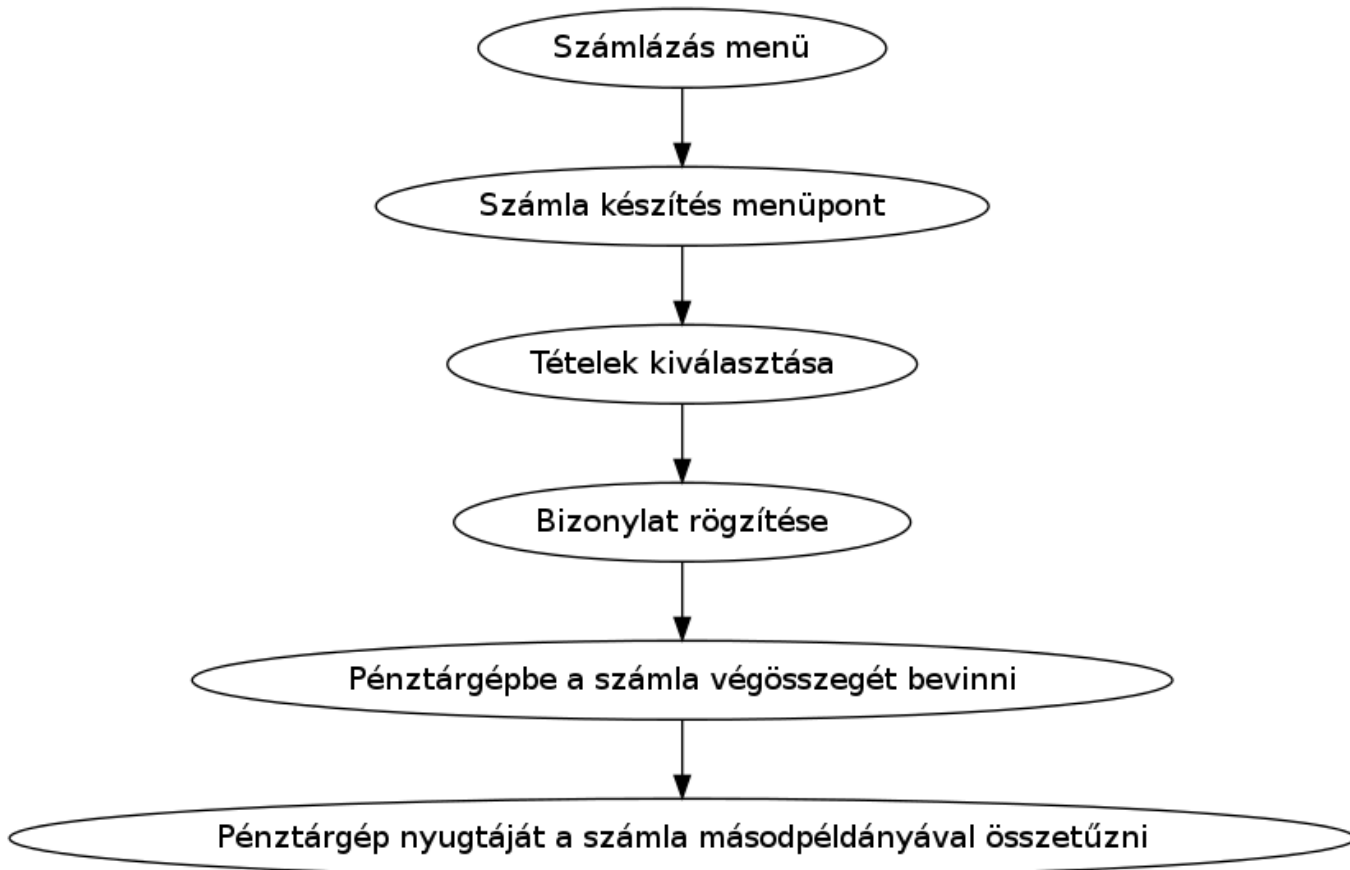 Számlázás menü
Számla készítés menüpont
Tételek kiválasztása
Bizonylat rögzítése
Pénztárgépbe a számla végösszegét bevinni
Pénztárgép nyugtáját a számla másodpéldányával összetűzni